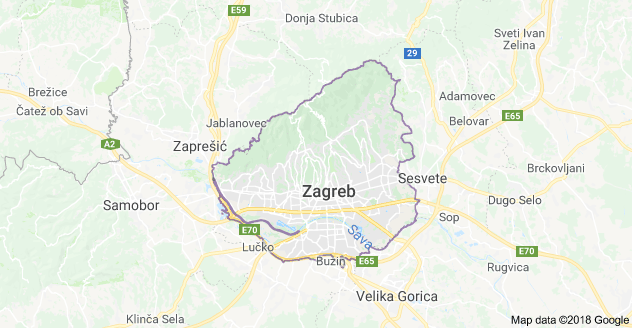 E59
Donja Stubica
Sveti Ivan
Zelina
29
Brežice
Čatež ob Savi
Adamovec
Jablanovec
Belovar
E65
A2
Zaprešić
Brckovljani
Sesvete
Zagreb
Dugo Selo
Samobor
Sop
E70
Sava
Lučko
E70
Bužin
E65
Rugvica
Velika Gorica
Klinča Sela
Map data ©2018 Google